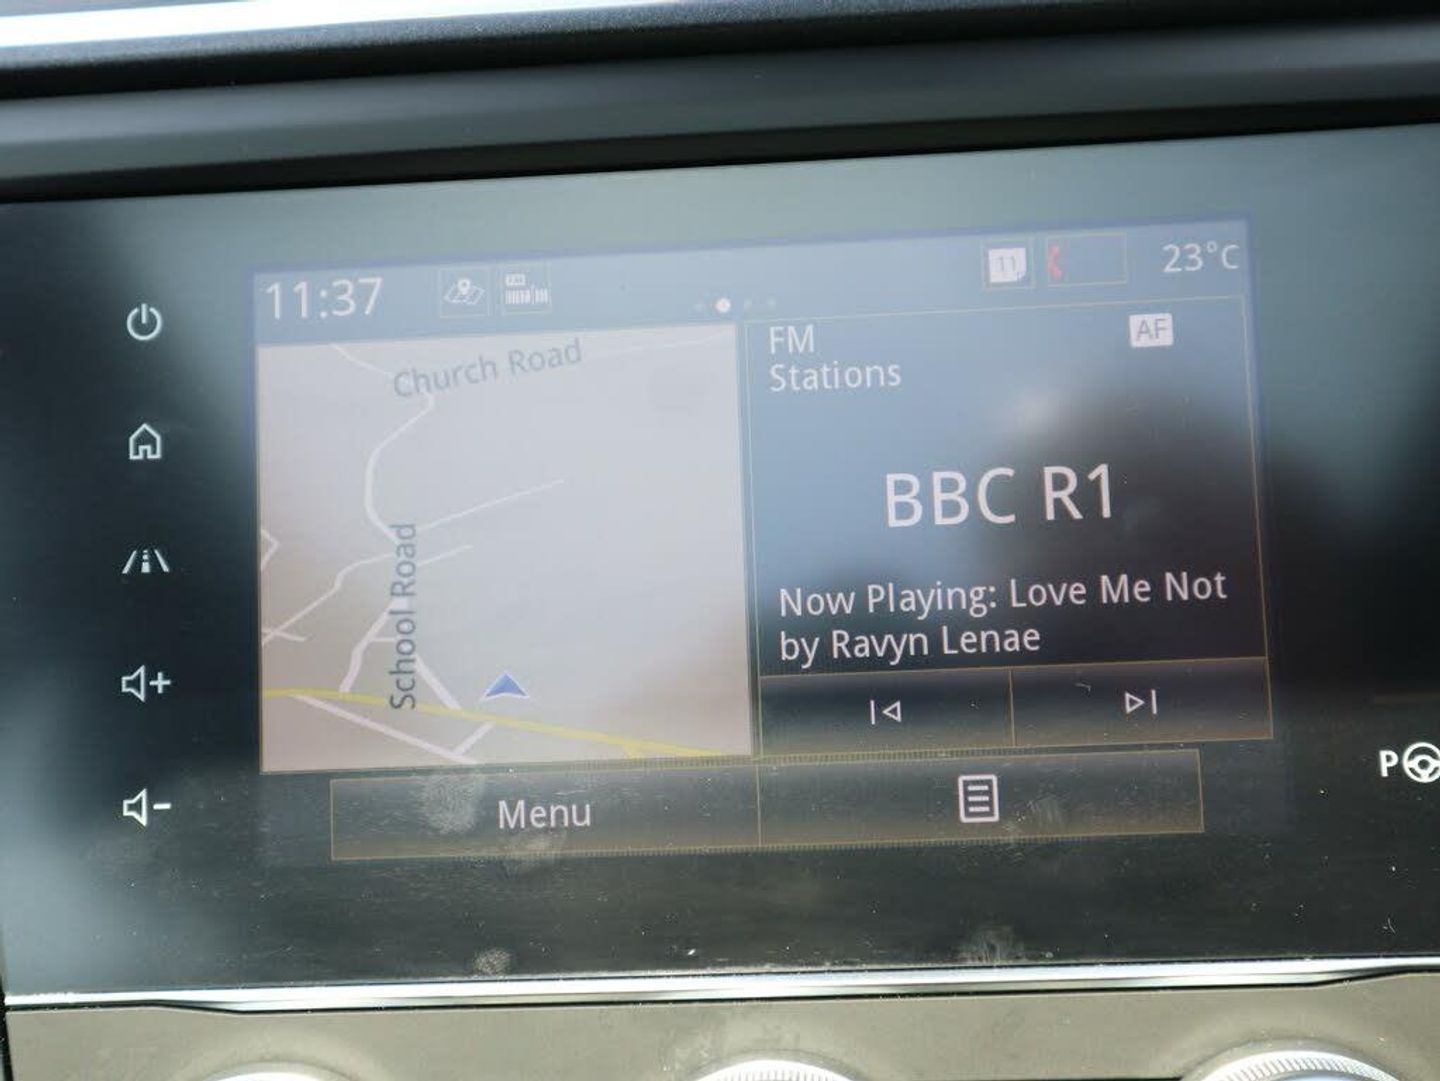 11:37
11
23°C
Church Road
School Road
FM
Stations
AF
BBC R1
Now Playing: Love Me Not
by Ravyn Lenae
Menu
P